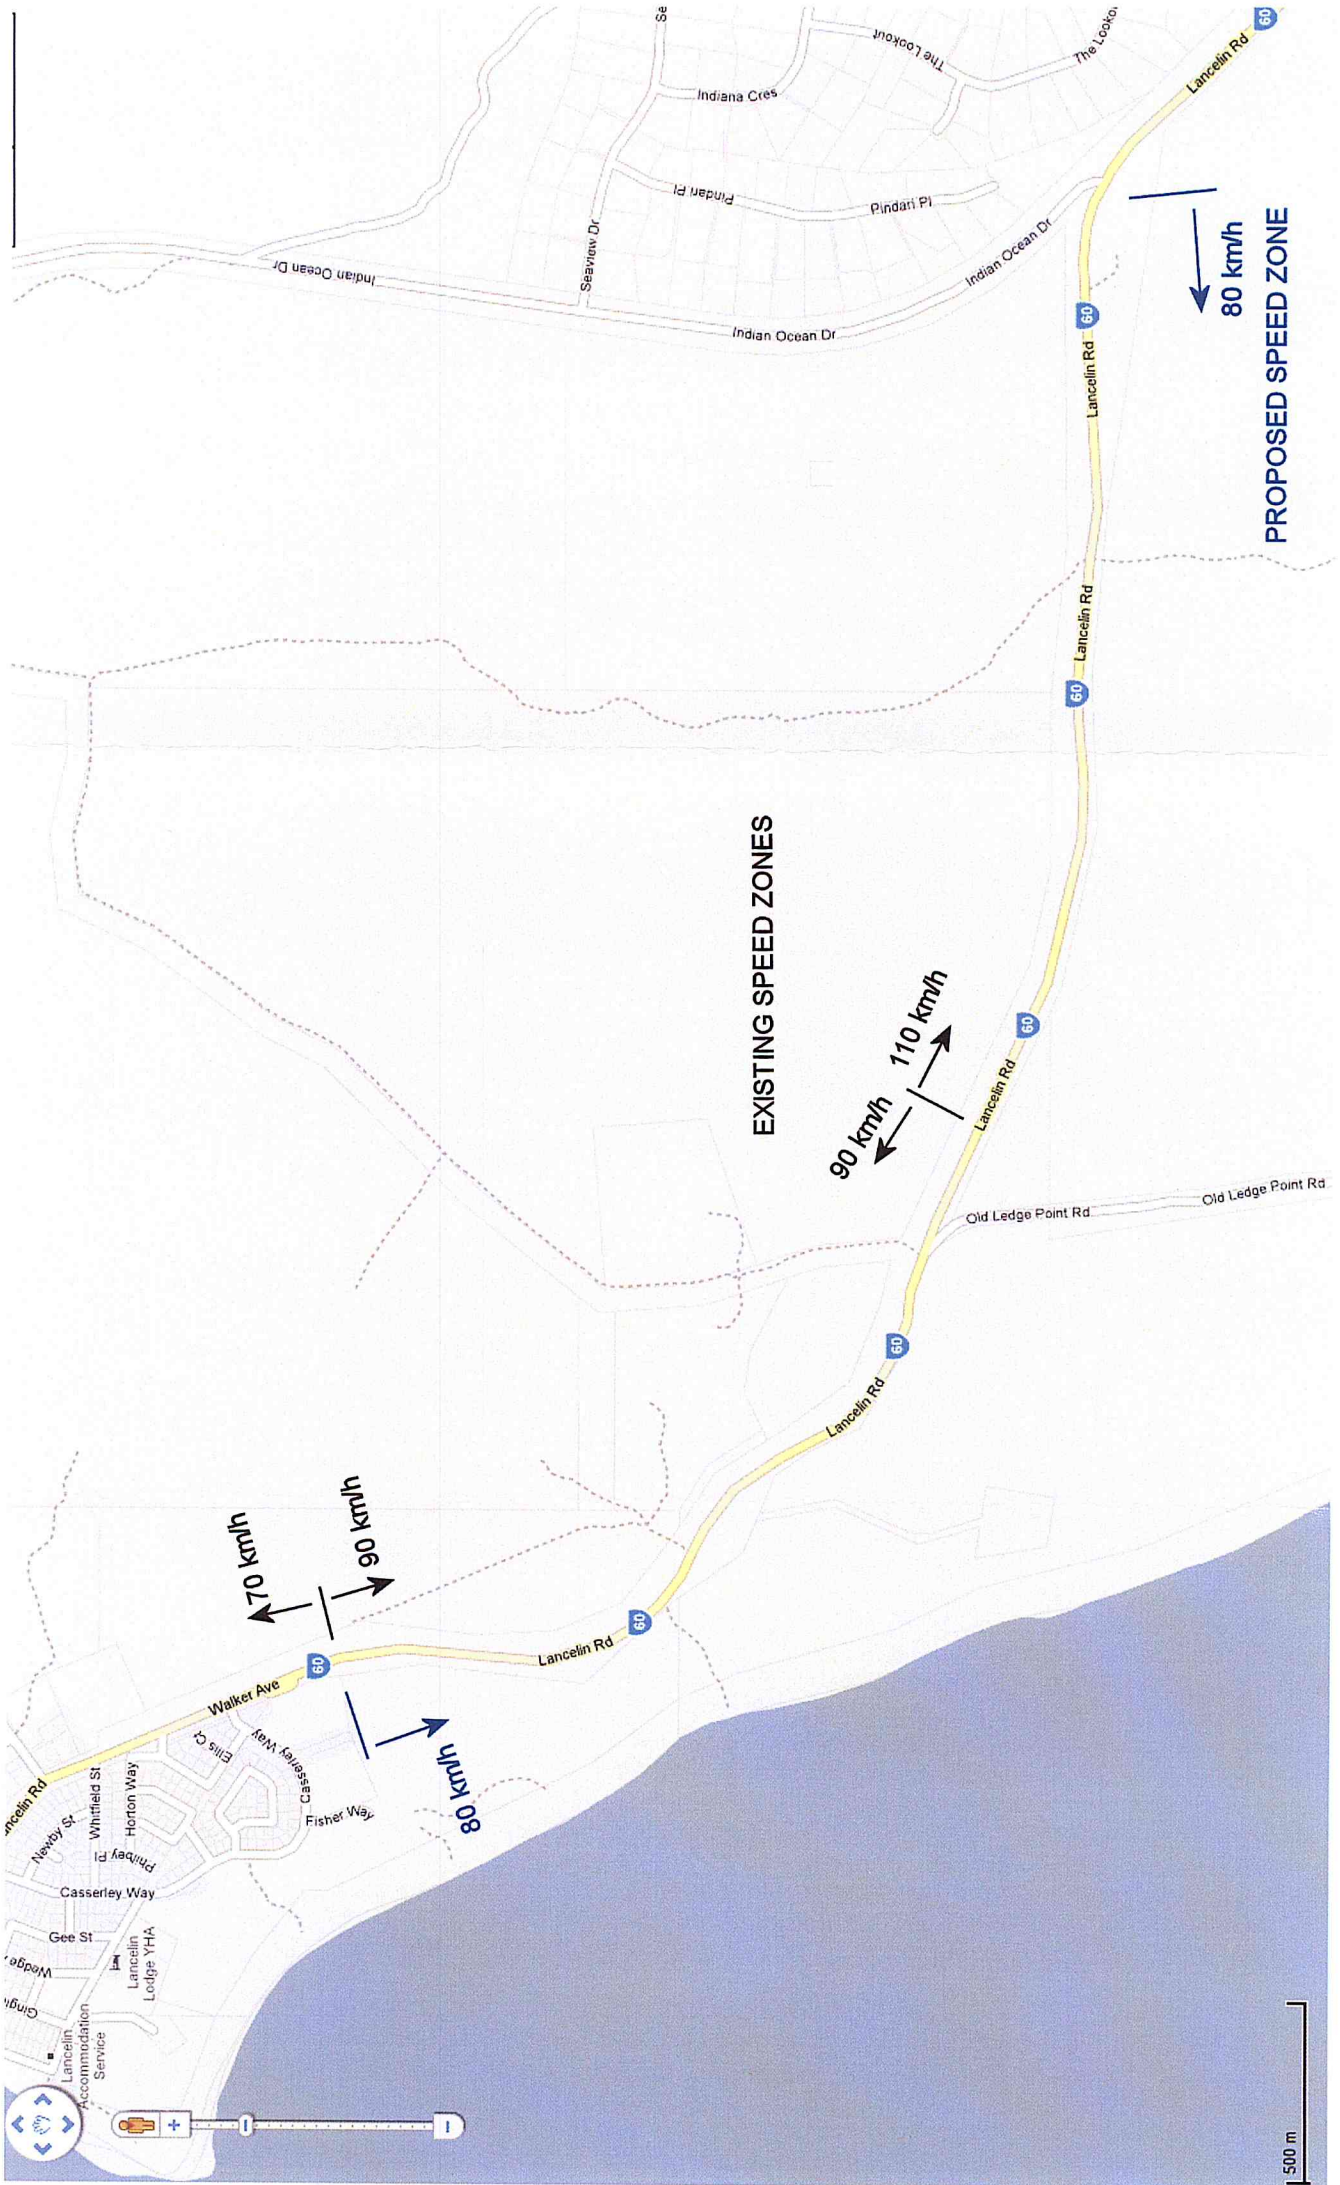 Lancelin
Accommodation
Service
Lancelin
Lodge YHA
Gee St
Casserley Way
Philbey Pl
Newby St
Whitfield St
Horton Way
Fisher Way
Casserley Way
Ellis Ct
Walker Ave
60
70 km/h
90 km/h
80 km/h
Lancelin Rd
60
Lancelin Rd
60
Old Ledge Point Rd
Old Ledge Point Rd
EXISTING SPEED ZONES
90 km/h
110 km/h
Lancelin Rd
60
60
Lancelin Rd
Lancelin Rd
60
Indian Ocean Dr
Indian Ocean Dr
Indian Ocean Dr
Seaview Dr
Pindari Pl
Pindari Pl
Indiana Cres
The Lookout
Lancelin Rd
60
80 km/h
PROPOSED SPEED ZONE
500 m